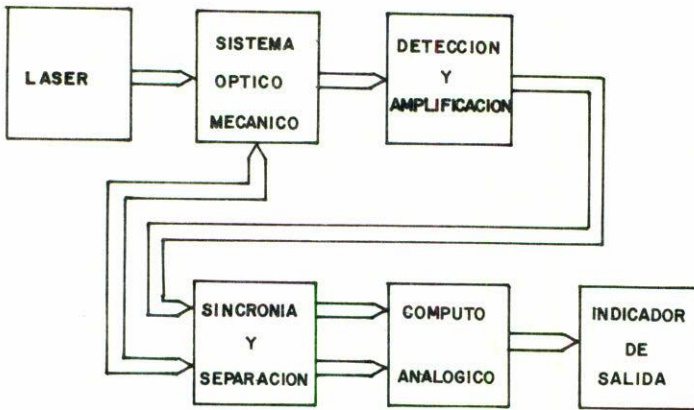 LASER
SISTEMA
OPTICO
MECANICO
DETECCION
Y
AMPLIFICACION
SINCRONIA
Y
SEPARACION
COMPUTO
ANALOGICO
INDICADOR
DE
SALIDA